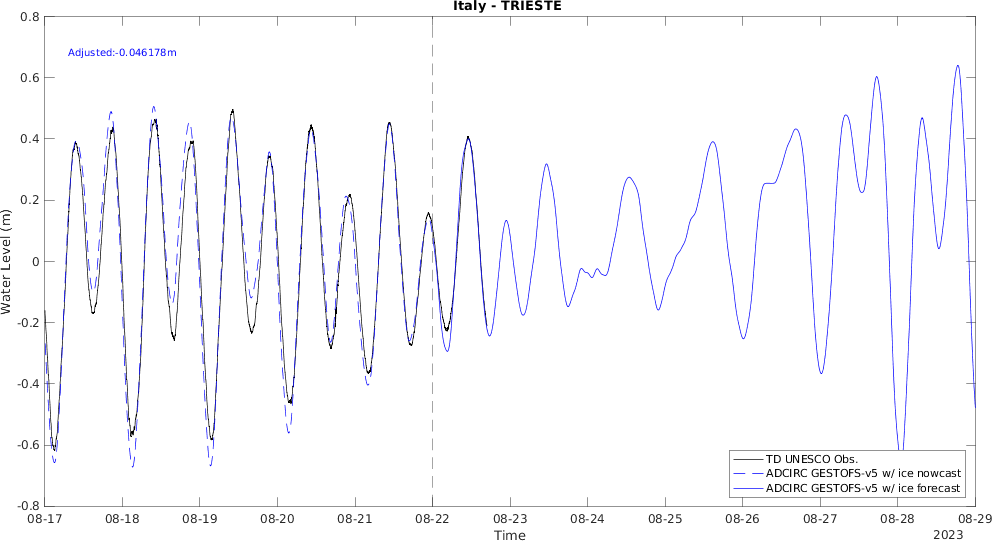 Italy - TRIESTE
Adjusted:-0.046178m
Water Level (m)
0.8
0.6
0.4
0.2
0
-0.2
-0.4
-0.6
-0.8
TD UNESCO Obs.
ADCIRC GESTOFS-v5 w/ ice nowcast
ADCIRC GESTOFS-v5 w/ ice forecast
08-17 08-18 08-19 08-20 08-21 08-22 08-23 08-24 08-25 08-26 08-27 08-28 08-29
Time
2023